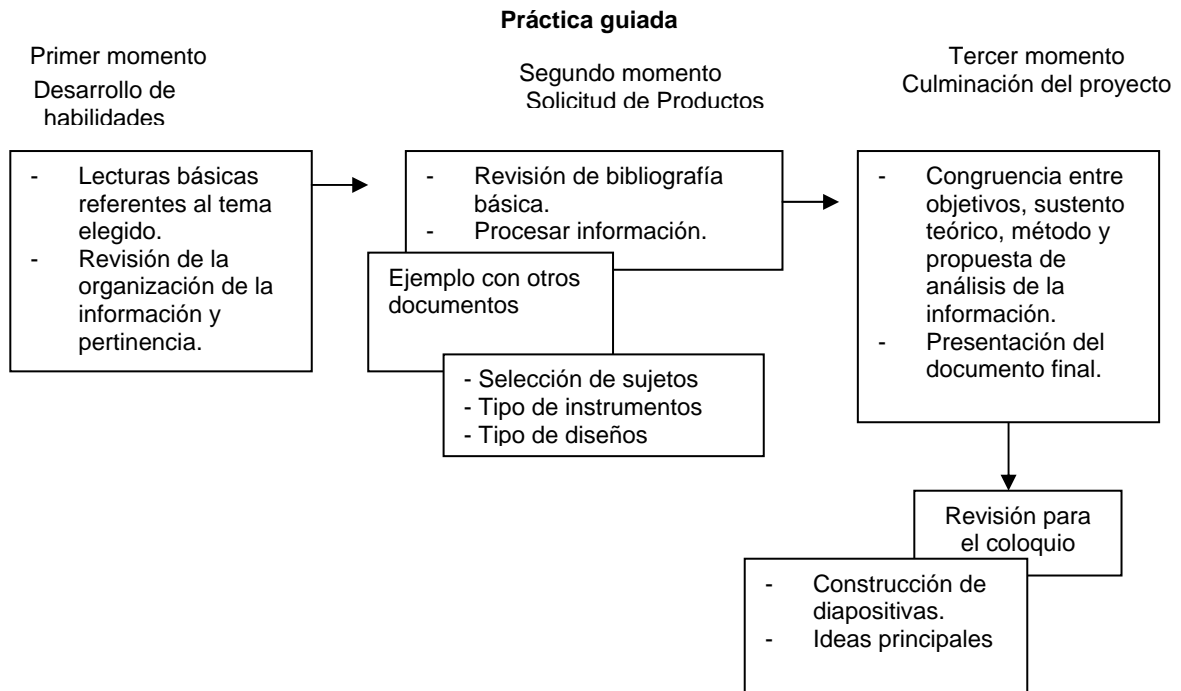 Práctica guiada
Primer momento
Desarrollo de
habilidades
Segundo momento
Solicitud de Productos
Tercer momento
Culminación del proyecto
- Lecturas básicas
referentes al tema
elegido.
- Revisión de la
organización de la
información y
pertinencia.
- Revisión de bibliografía
básica.
- Procesar información.
Ejemplo con otros
documentos
- Selección de sujetos
- Tipo de instrumentos
- Tipo de diseños
- Congruencia entre
objetivos, sustento
teórico, método y
propuesta de
análisis de la
información.
- Presentación del
documento final.
Revisión para
el coloquio
- Construcción de
diapositivas.
- Ideas principales